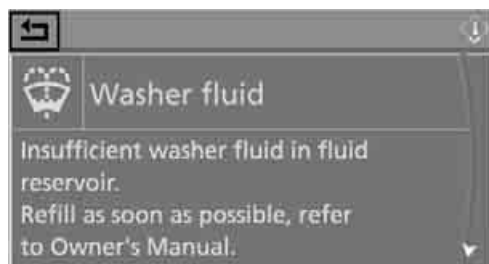 Washer fluid
Insufficient washer fluid in fluid
reservoir.
Refill as soon as possible, refer
to Owner's Manual.